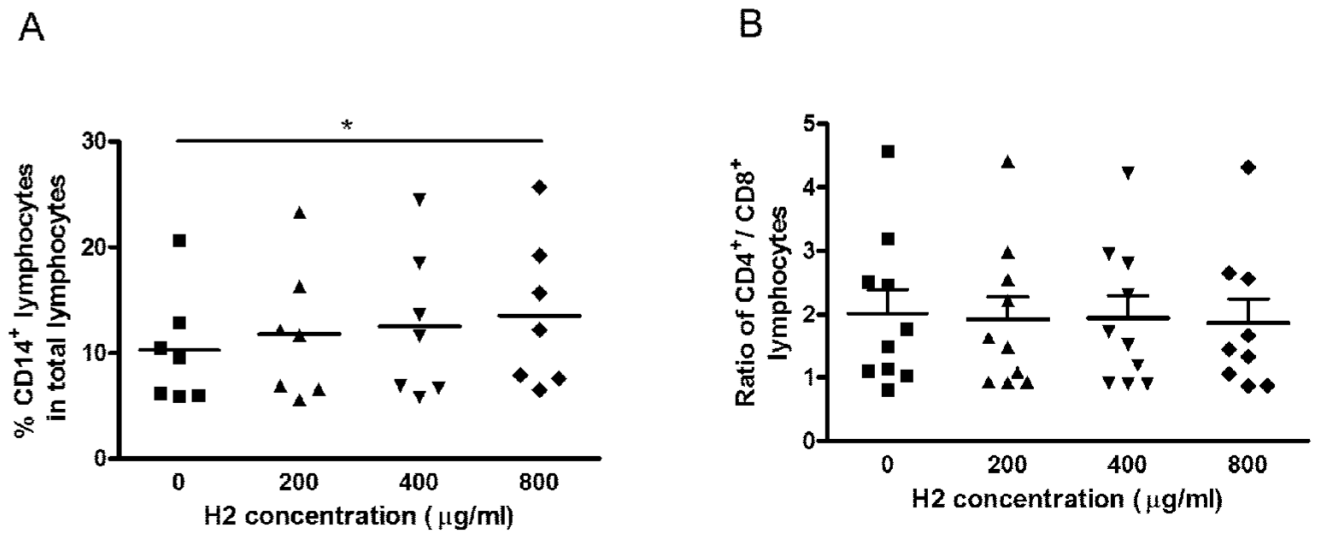 A
% CD14⁺ lymphocytes
in total lymphocytes
30
20
10
0
*
0 200 400 800
H2 concentration ( μg/ml)
B
Ratio of CD4⁺/ CD8⁺
lymphocytes
5
4
3
2
1
0
0 200 400 800
H2 concentration ( μg/ml)